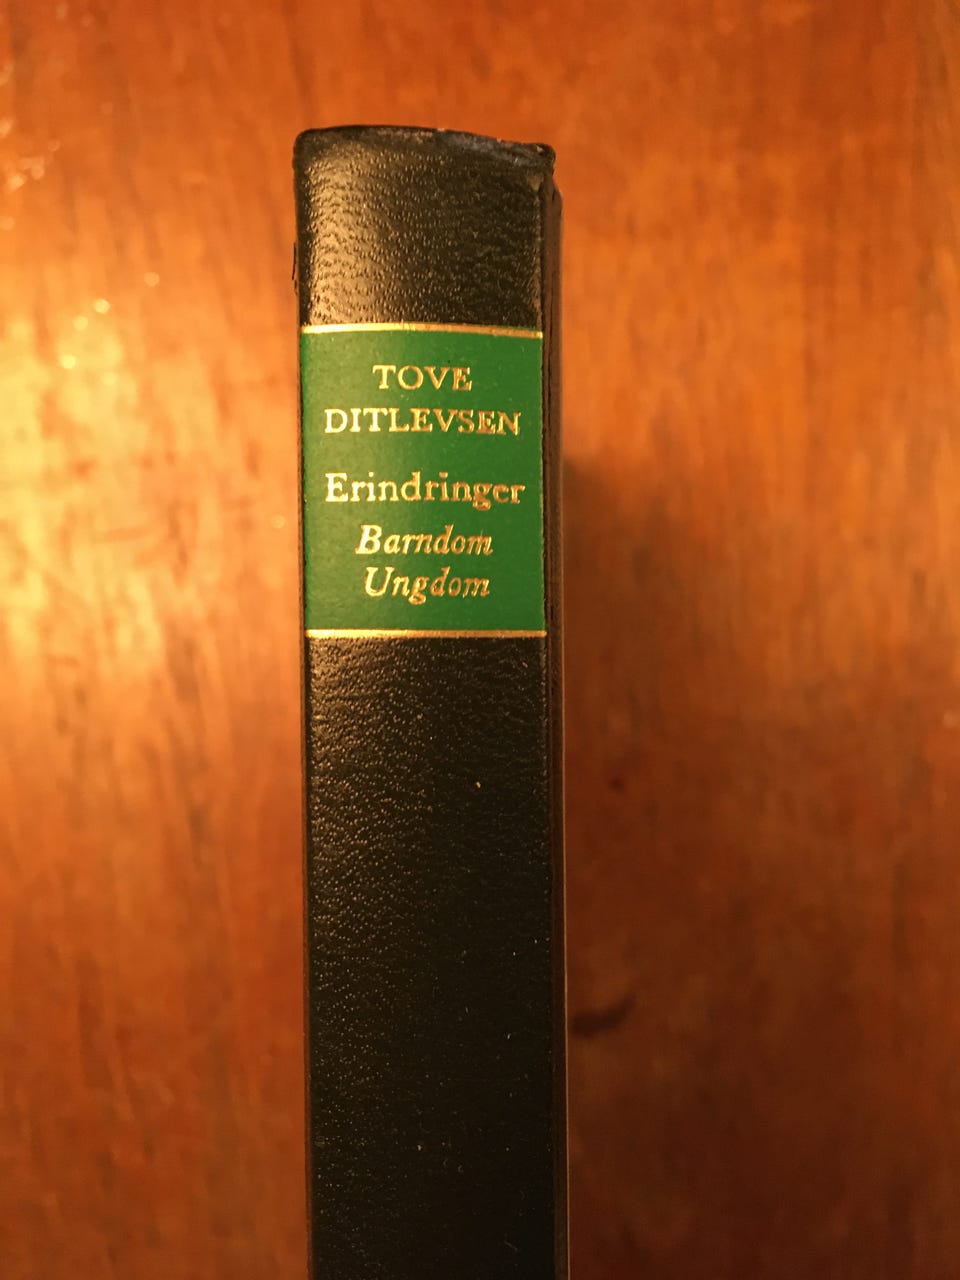 TOVE
DITLEVSEN
Erindringer
Barndom
Ungdom